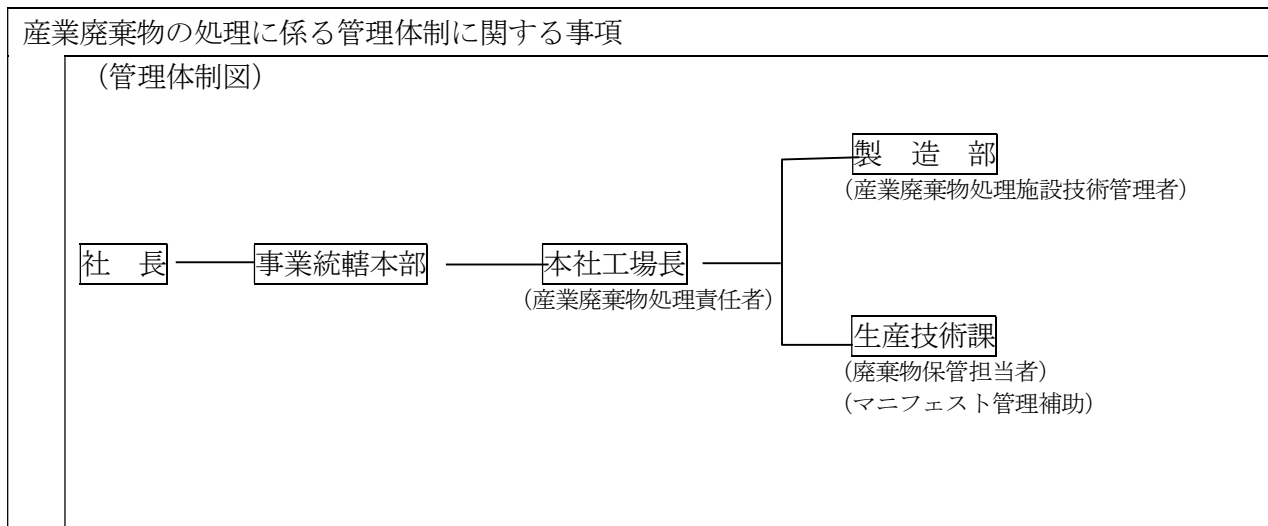 産業廃棄物の処理に係る管理体制に関する事項
（管理体制図）
製　造　部
（産業廃棄物処理施設技術管理者）
社　長
事業統轄本部
本社工場長
（産業廃棄物処理責任者）
生産技術課
（廃棄物保管担当者）
（マニフェスト管理補助）